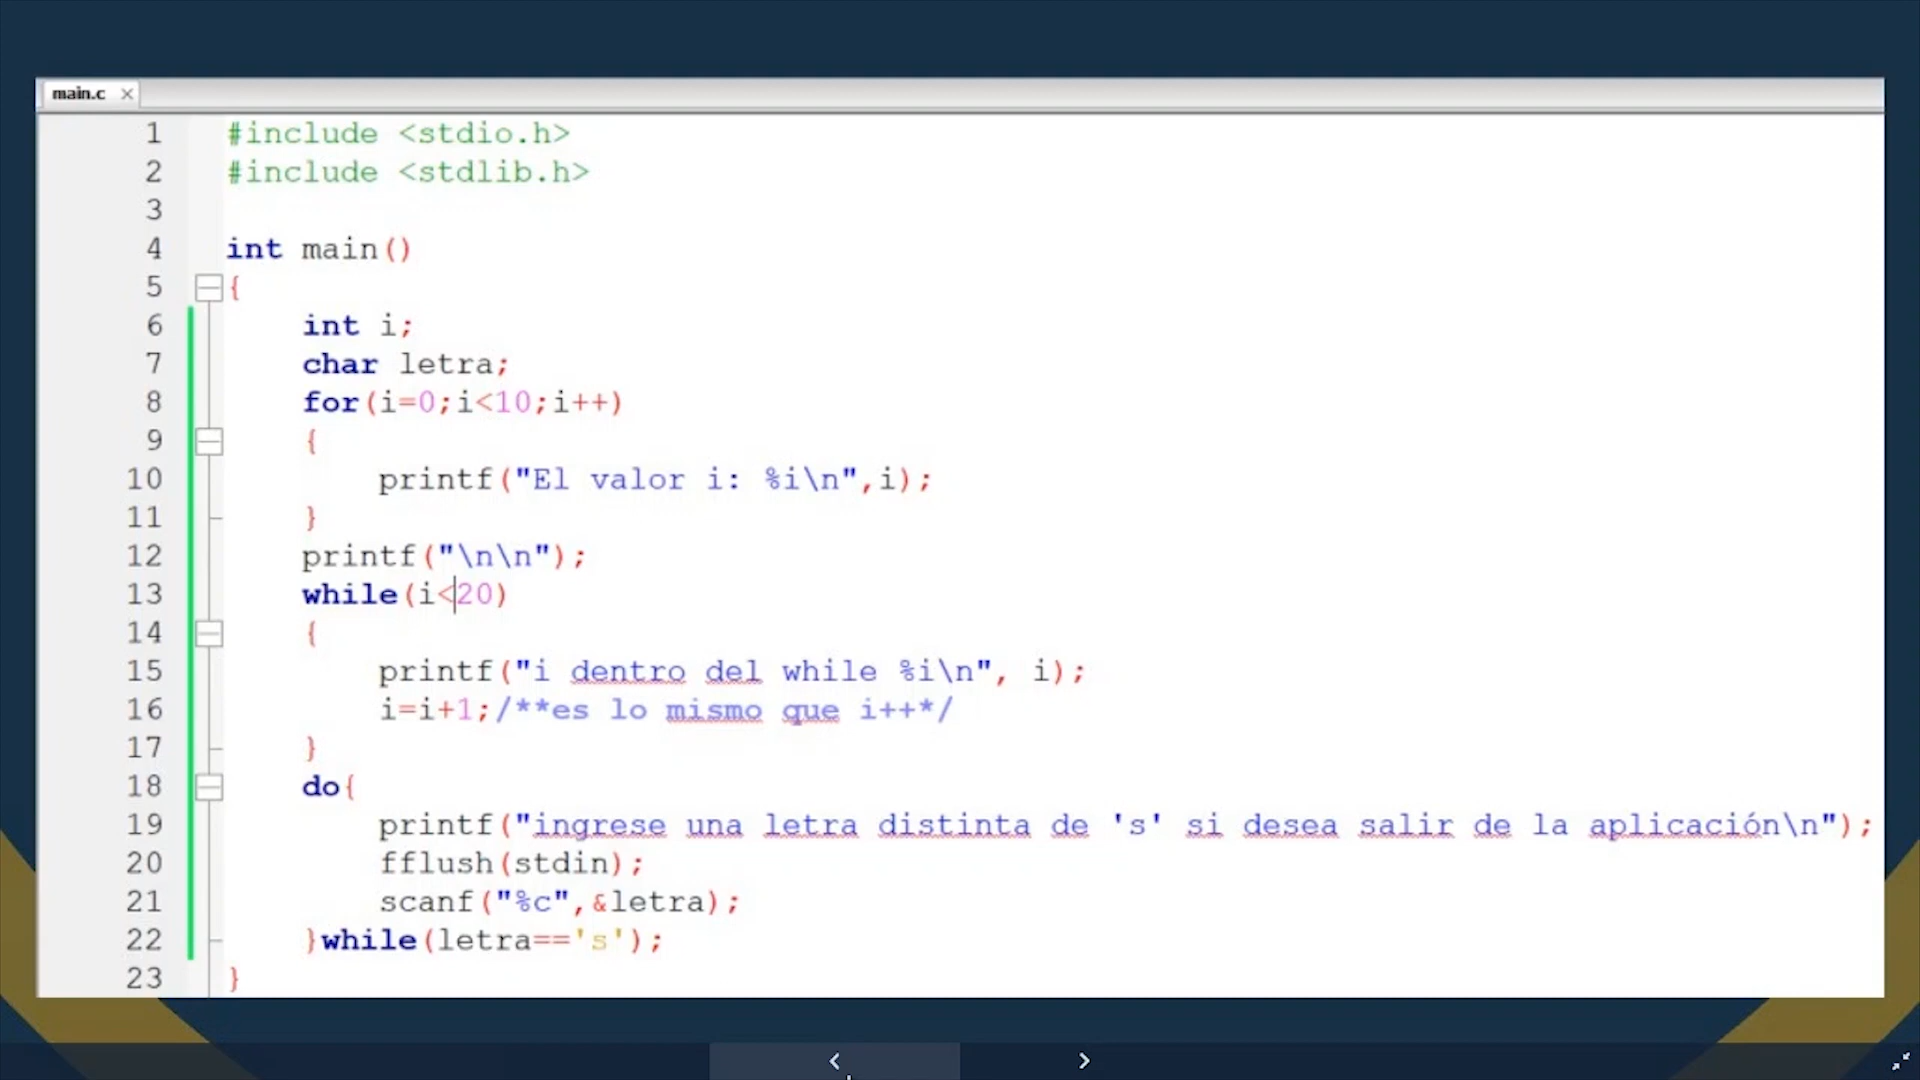 main.c
1 #include <stdio.h>
2 #include <stdlib.h>
3
4 int main()
5 {
6 int i;
7 char letra;
8 for(i=0;i<10;i++)
9 {
10 printf("El valor i: %i\n",i);
11 }
12 printf("\n\n");
13 while(i<20)
14 {
15 printf("i dentro del while %i\n", i);
16 i=i+1;/**es lo mismo que i++*/
17 }
18 do{
19 printf("ingrese una letra distinta de 's' si desea salir de la aplicación\n");
20 fflush(stdin);
21 scanf("%c",&letra);
22 }while(letra=='s');
23 }